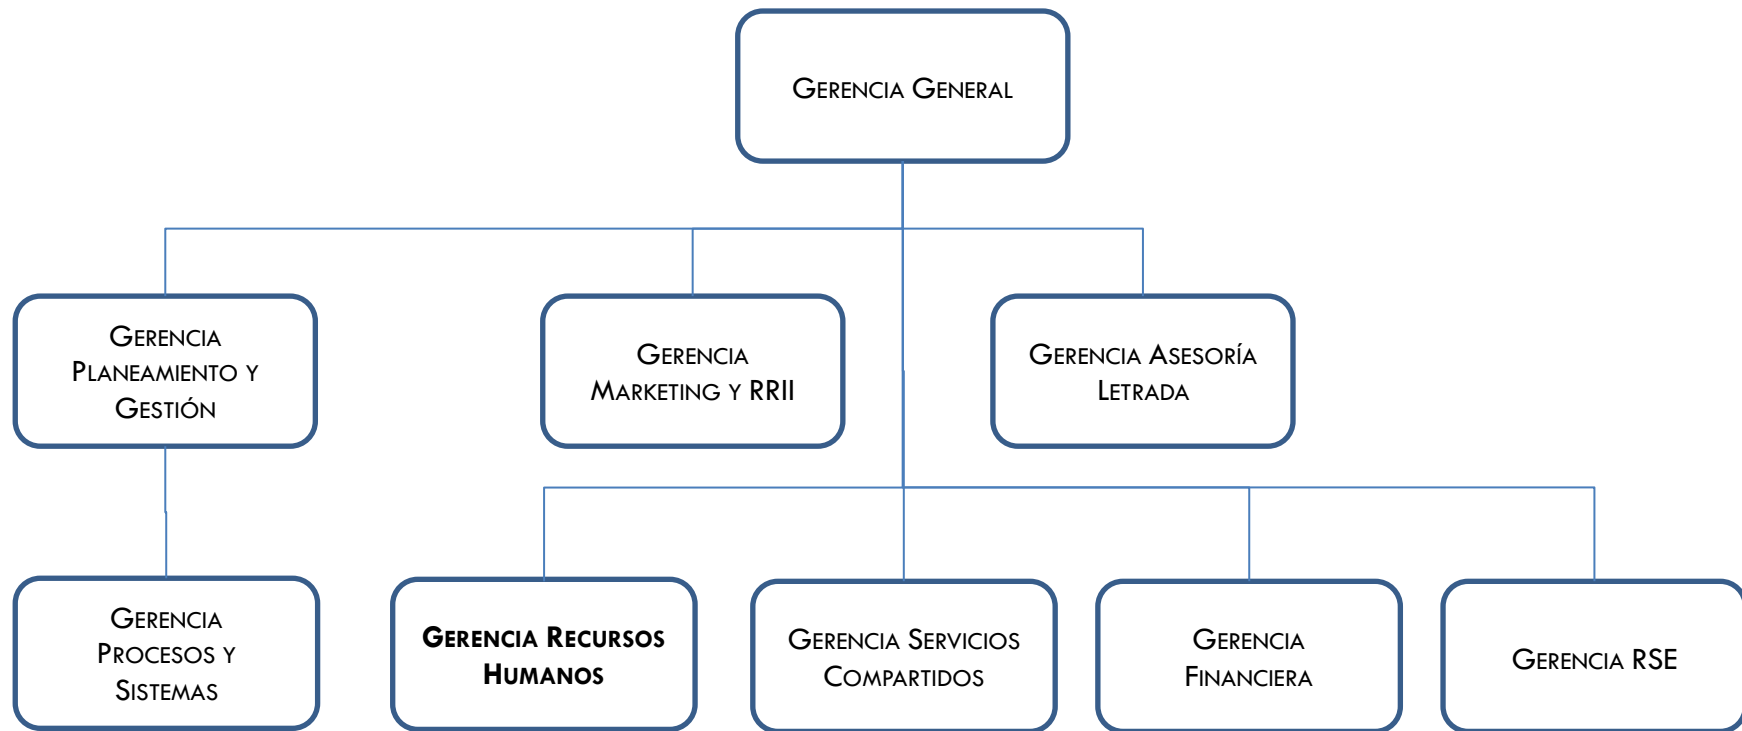 Gerencia General
Gerencia
Planeamiento y
Gestión
Gerencia
Marketing y RRII
Gerencia Asesoría
Letrada
Gerencia
Procesos y
Sistemas
Gerencia Recursos
Humanos
Gerencia Servicios
Compartidos
Gerencia
Financiera
Gerencia RSE